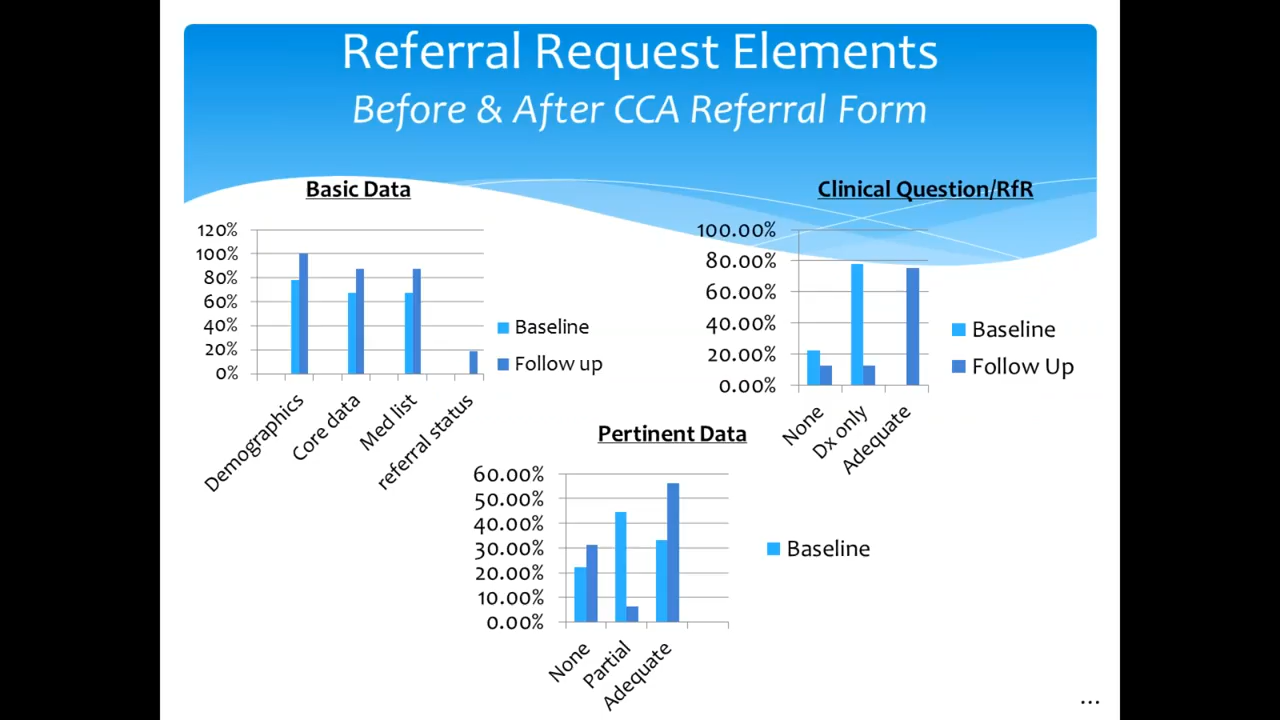 Referral Request Elements
Before & After CCA Referral Form
Basic Data
120%
100%
80%
60%
40%
20%
0%
Demographics
Core data
Med list
referral status
Baseline
Follow up
Clinical Question/RfR
100.00%
80.00%
60.00%
40.00%
20.00%
0.00%
None
Dx only
Adequate
Baseline
Follow Up
Pertinent Data
60.00%
50.00%
40.00%
30.00%
20.00%
10.00%
0.00%
None
Partial
Adequate
Baseline
...